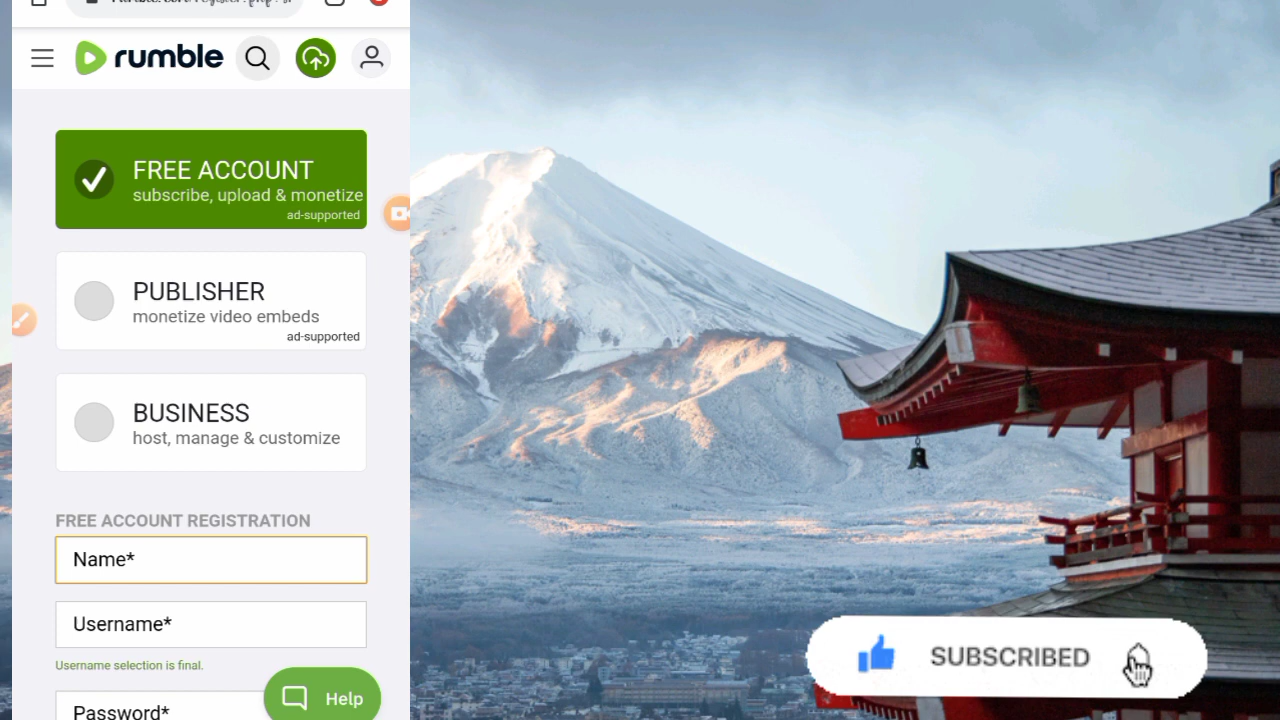 rumble
FREE ACCOUNT
subscribe, upload & monetize
ad-supported
PUBLISHER
monetize video embeds
ad-supported
BUSINESS
host, manage & customize
FREE ACCOUNT REGISTRATION
Name*
Username*
Username selection is final.
Help
Password*
SUBSCRIBED